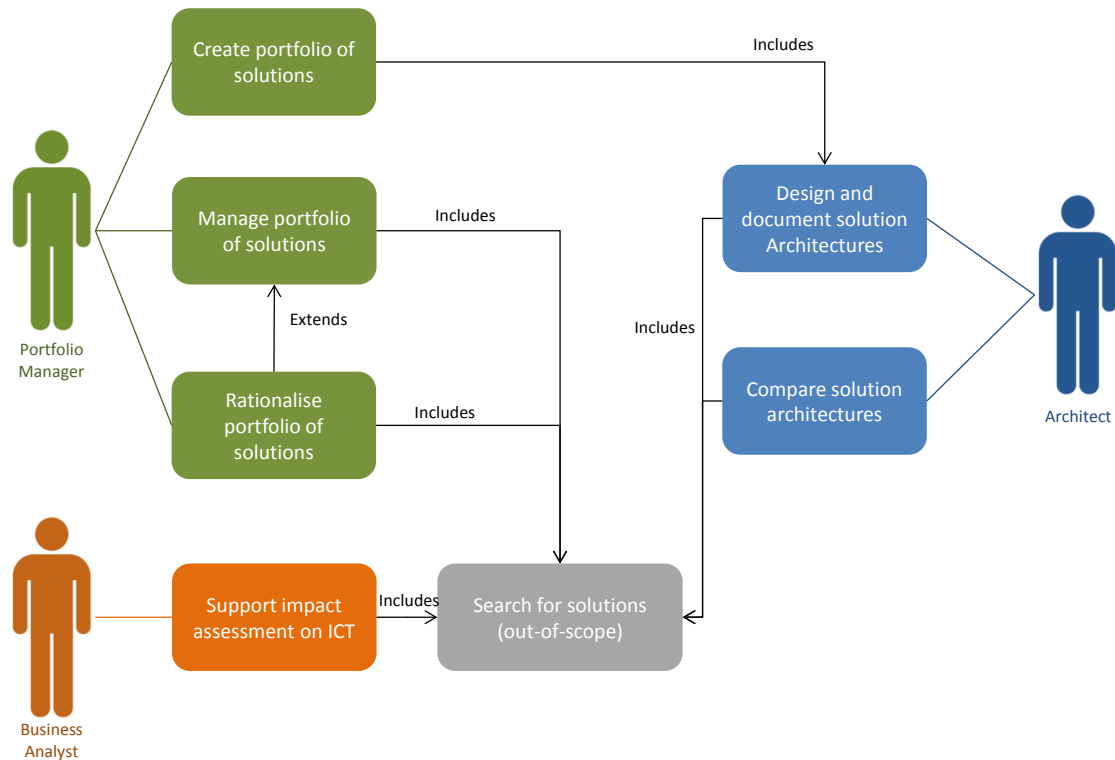 Create portfolio of
solutions
Includes
Manage portfolio
of solutions
Includes
Design and
document solution
Architectures
Extends
Includes
Portfolio
Manager
Rationalise
portfolio of
solutions
Includes
Compare solution
architectures
Architect
Support impact
assessment on ICT
Includes
Search for solutions
(out-of-scope)
Business
Analyst